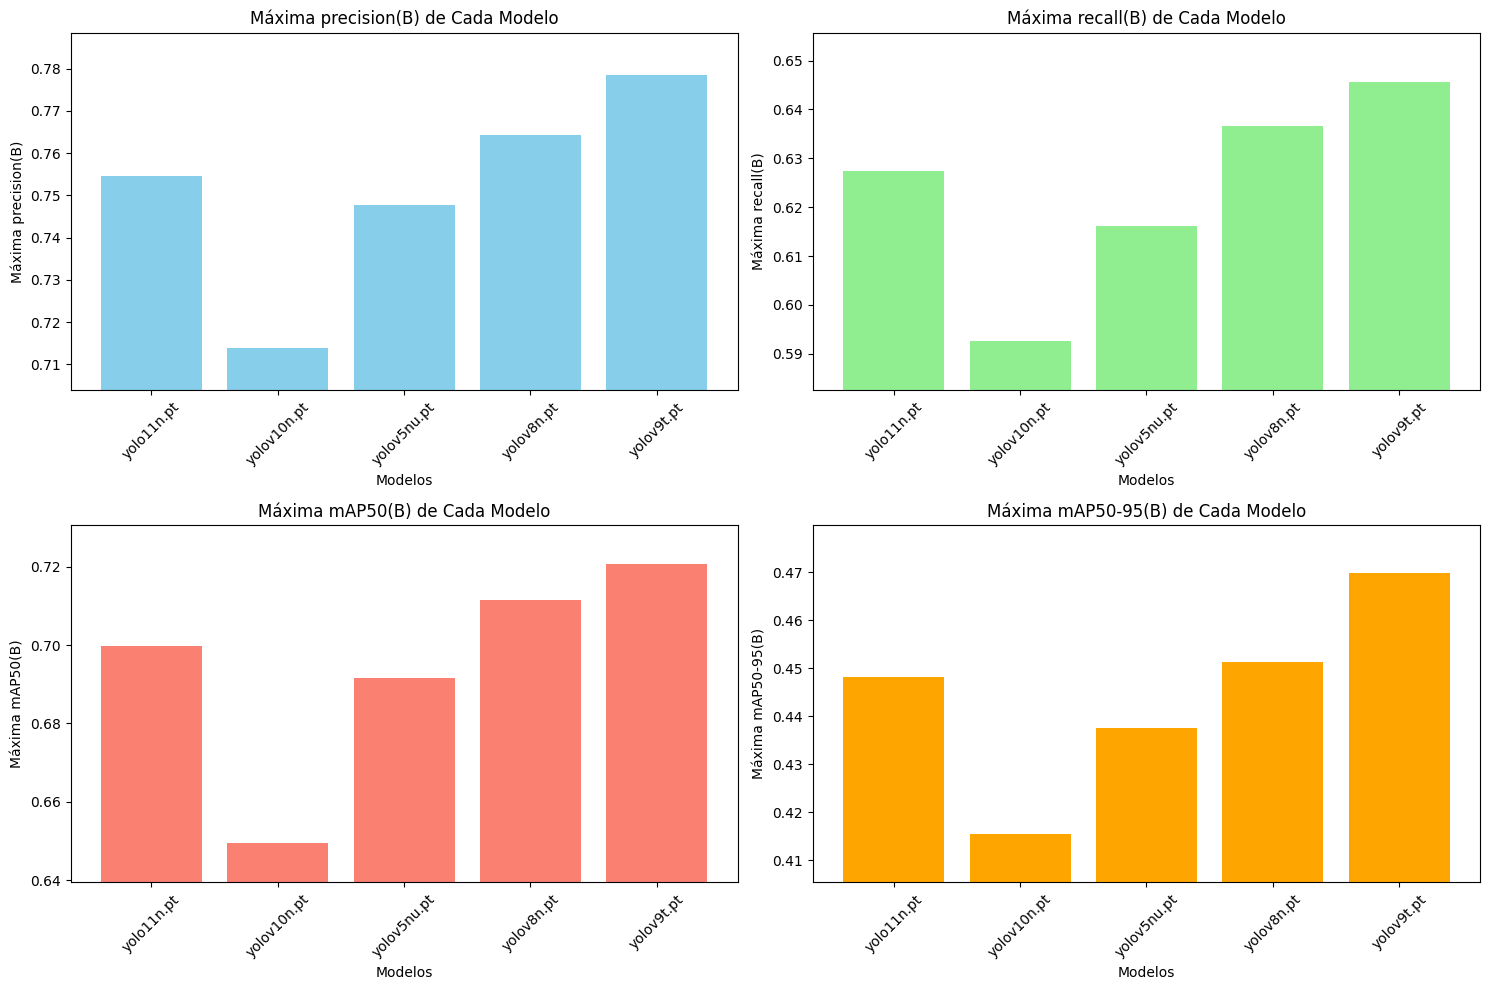 Máxima precision(B) de Cada Modelo
Máxima precision(B)
0.78
0.77
0.76
0.75
0.74
0.73
0.72
0.71
yolo11n.pt
yolov10n.pt
yolov5nu.pt
yolov8n.pt
yolov9t.pt
Modelos
Máxima recall(B) de Cada Modelo
Máxima recall(B)
0.65
0.64
0.63
0.62
0.61
0.60
0.59
yolo11n.pt
yolov10n.pt
yolov5nu.pt
yolov8n.pt
yolov9t.pt
Modelos
Máxima mAP50(B) de Cada Modelo
Máxima mAP50(B)
0.72
0.70
0.68
0.66
0.64
yolo11n.pt
yolov10n.pt
yolov5nu.pt
yolov8n.pt
yolov9t.pt
Modelos
Máxima mAP50-95(B) de Cada Modelo
Máxima mAP50-95(B)
0.47
0.46
0.45
0.44
0.43
0.42
0.41
yolo11n.pt
yolov10n.pt
yolov5nu.pt
yolov8n.pt
yolov9t.pt
Modelos